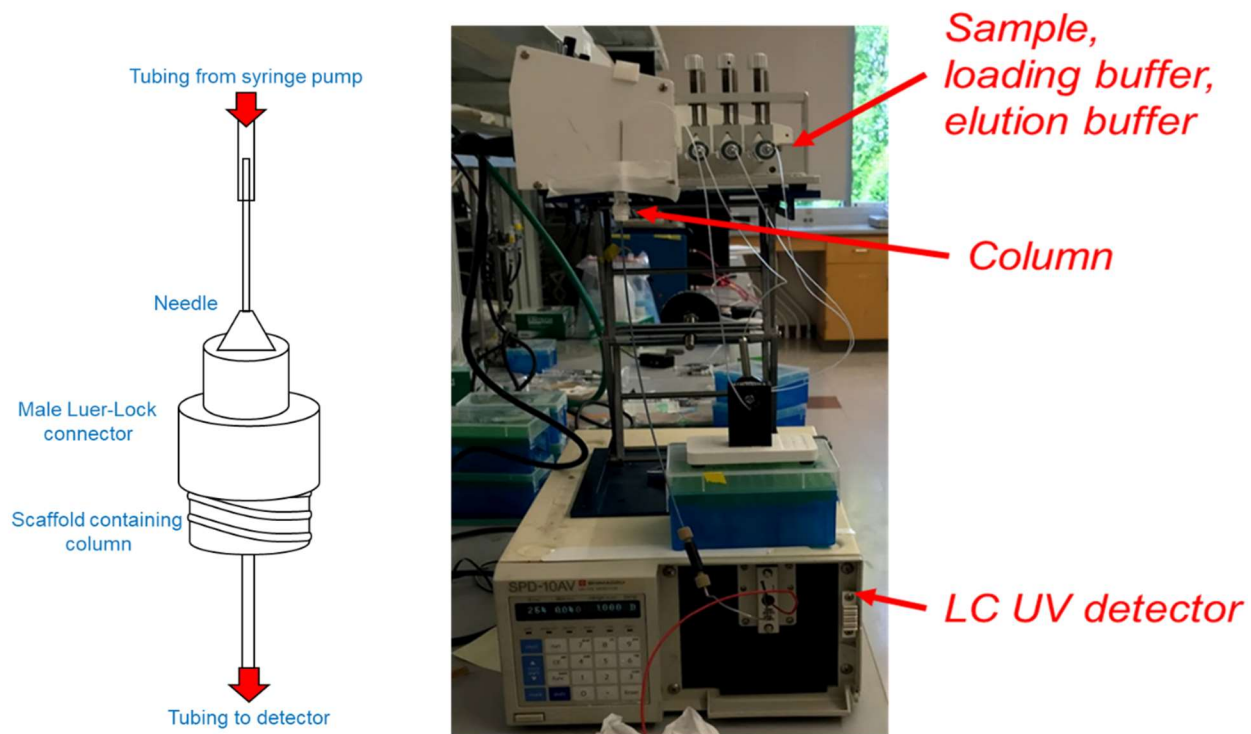 Tubing from syringe pump
Needle
Male Luer-Lock
connector
Scaffold containing
column
Tubing to detector
Sample,
loading buffer,
elution buffer
Column
LC UV detector
SPD-10AV